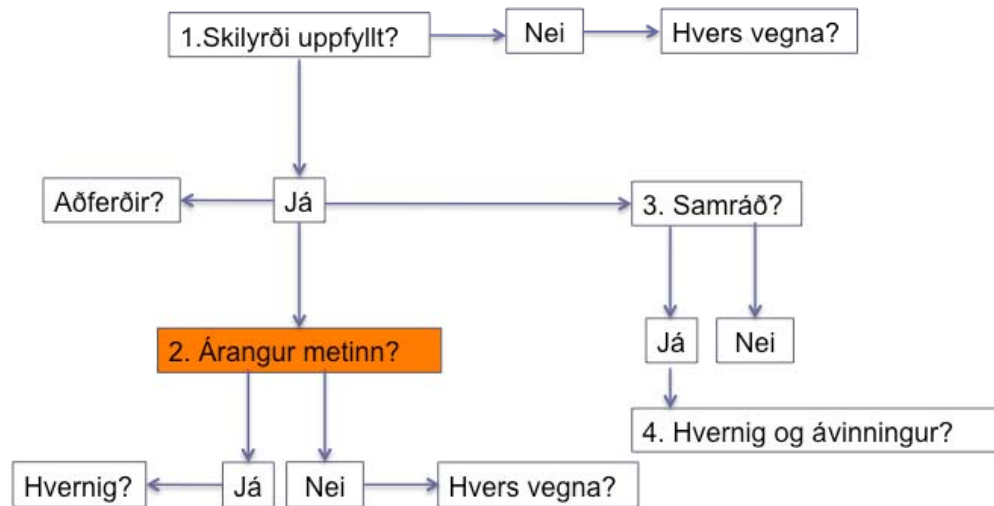 1.Skilyrði uppfyllt?
Nei
Hvers vegna?
Aðferðir?
Já
3. Samráð?
2. Árangur metinn?
Já
Nei
4. Hvernig og ávinningur?
Hvernig?
Já
Nei
Hvers vegna?